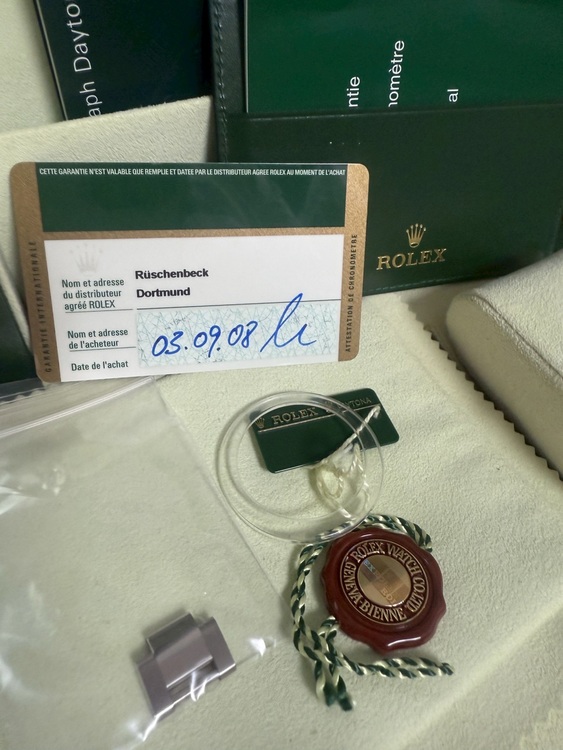 aph Dayto
ntie
nomètre
al
ROLEX
CETTE GARANTIE N'EST VALABLE QUE REMPLIE ET DATEE PAR LE DISTRIBUTEUR AGREE ROLEX AU MOMENT DE L'ACHAT
GARANTIE INTERNATIONALE
ATTESTATION DE CHRONOMETRE
Nom et adresse
du distributeur
agréé ROLEX
Rüschenbeck
Dortmund
Nom et adresse
de l'acheteur
Date de l'achat
03.09.08
ROLEX DAYTONA
ROLEX WATCH CO LTD
GENEVA-BIENNE